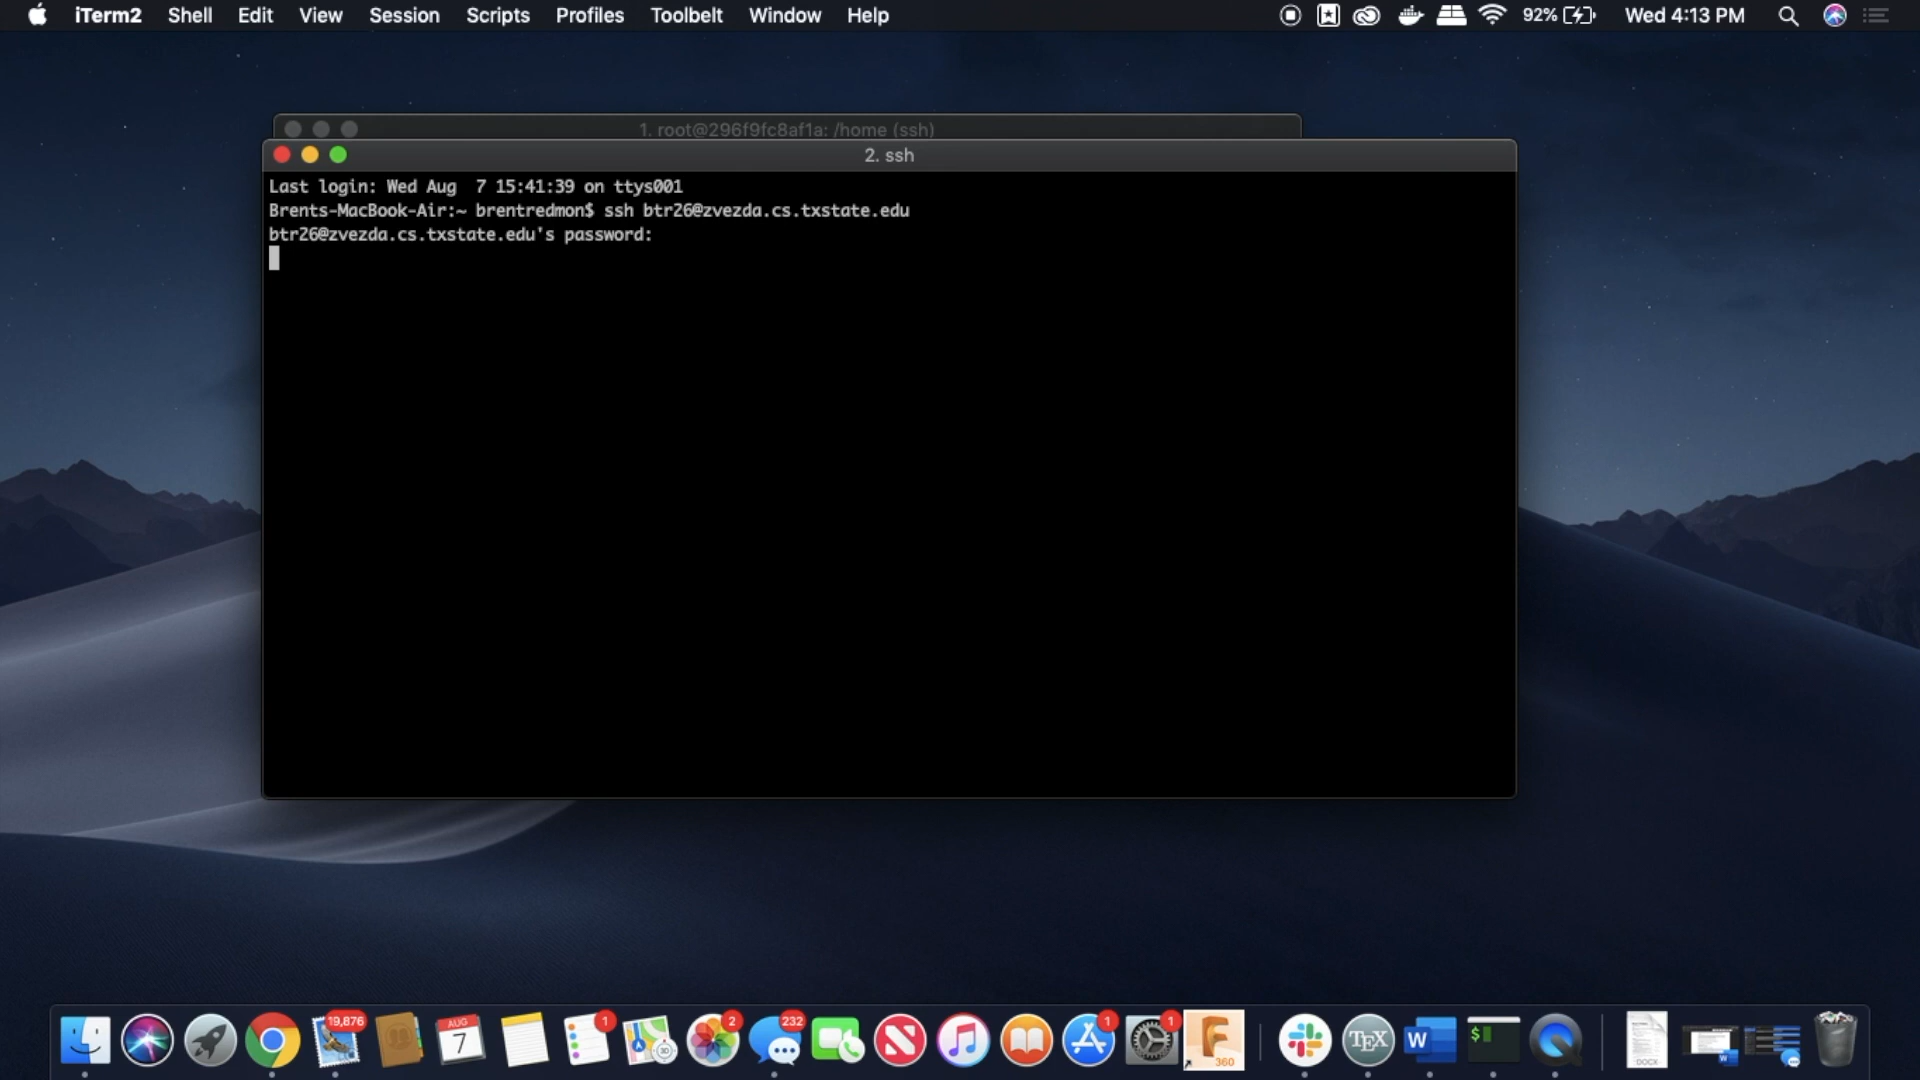 iTerm2 Shell Edit View Session Scripts Profiles Toolbelt Window Help 92% Wed 4:13 PM
1. root@296f9fc8af1a: /home (ssh)
2. ssh
Last login: Wed Aug  7 15:41:39 on ttys001
Brents-MacBook-Air:~ brentredmon$ ssh btr26@zvezda.cs.txstate.edu
btr26@zvezda.cs.txstate.edu's password:
19,876 AUG 7 1 3D 2 232 1 1 F 360 TEX W $ DOCX W